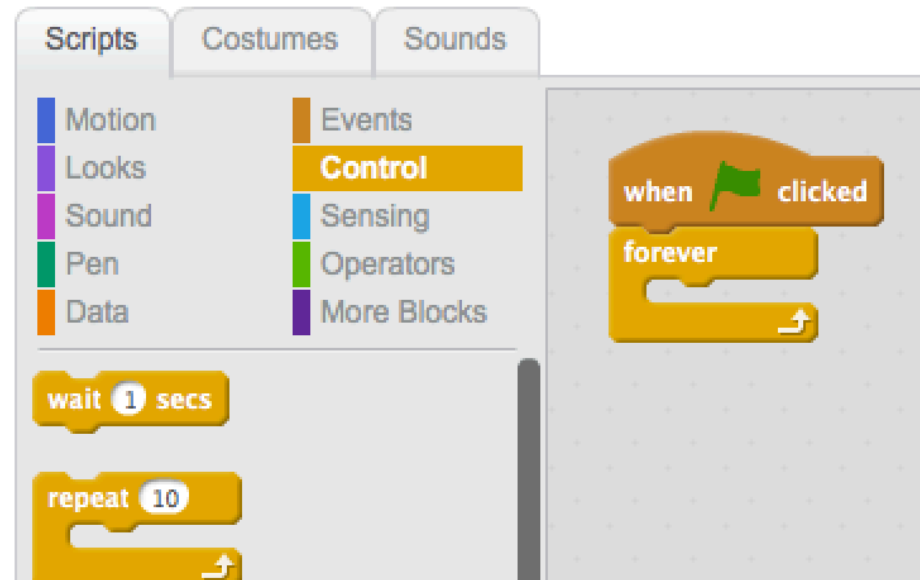 Scripts Costumes Sounds
Motion Events
Looks Control
Sound Sensing
Pen Operators
Data More Blocks
wait 1 secs
repeat 10
when clicked
forever